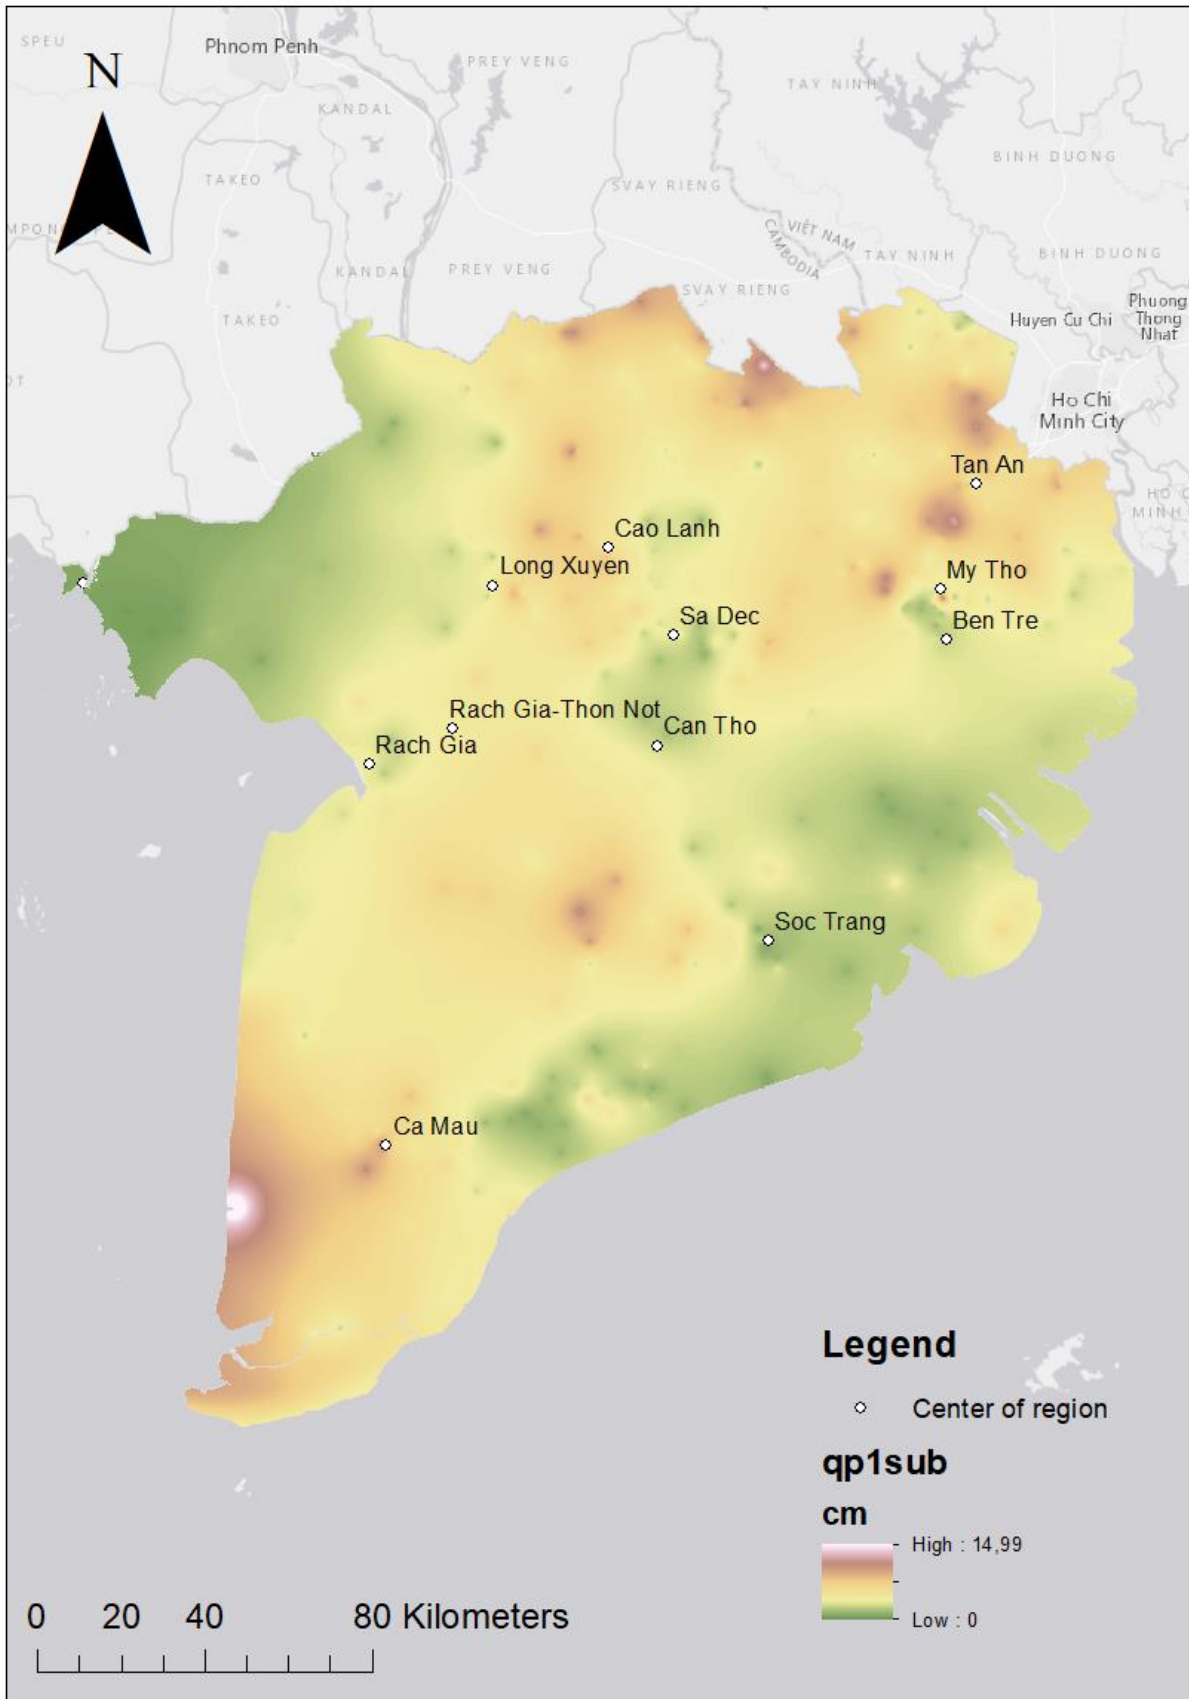 SPEU
Phnom Penh
PREY VENG
TAY NINH
N
KANDAL
BINH DUONG
TAKEO
SVAY RIENG
VIỆT NAM
CAMBODIA
TAY NINH
BINH DUONG
KANDAL
PREY VENG
SVAY RIENG
TAKEO
Phuong
Thong
Nhat
Huyen Cu Chi
Ho Chi
Minh City
Tan An
Cao Lanh
Long Xuyen
My Tho
Sa Dec
Ben Tre
Rach Gia-Thon Not
Can Tho
Rach Gia
Soc Trang
Ca Mau
Legend
Center of region
qp1sub
cm
High : 14,99
Low : 0
0 20 40 80 Kilometers